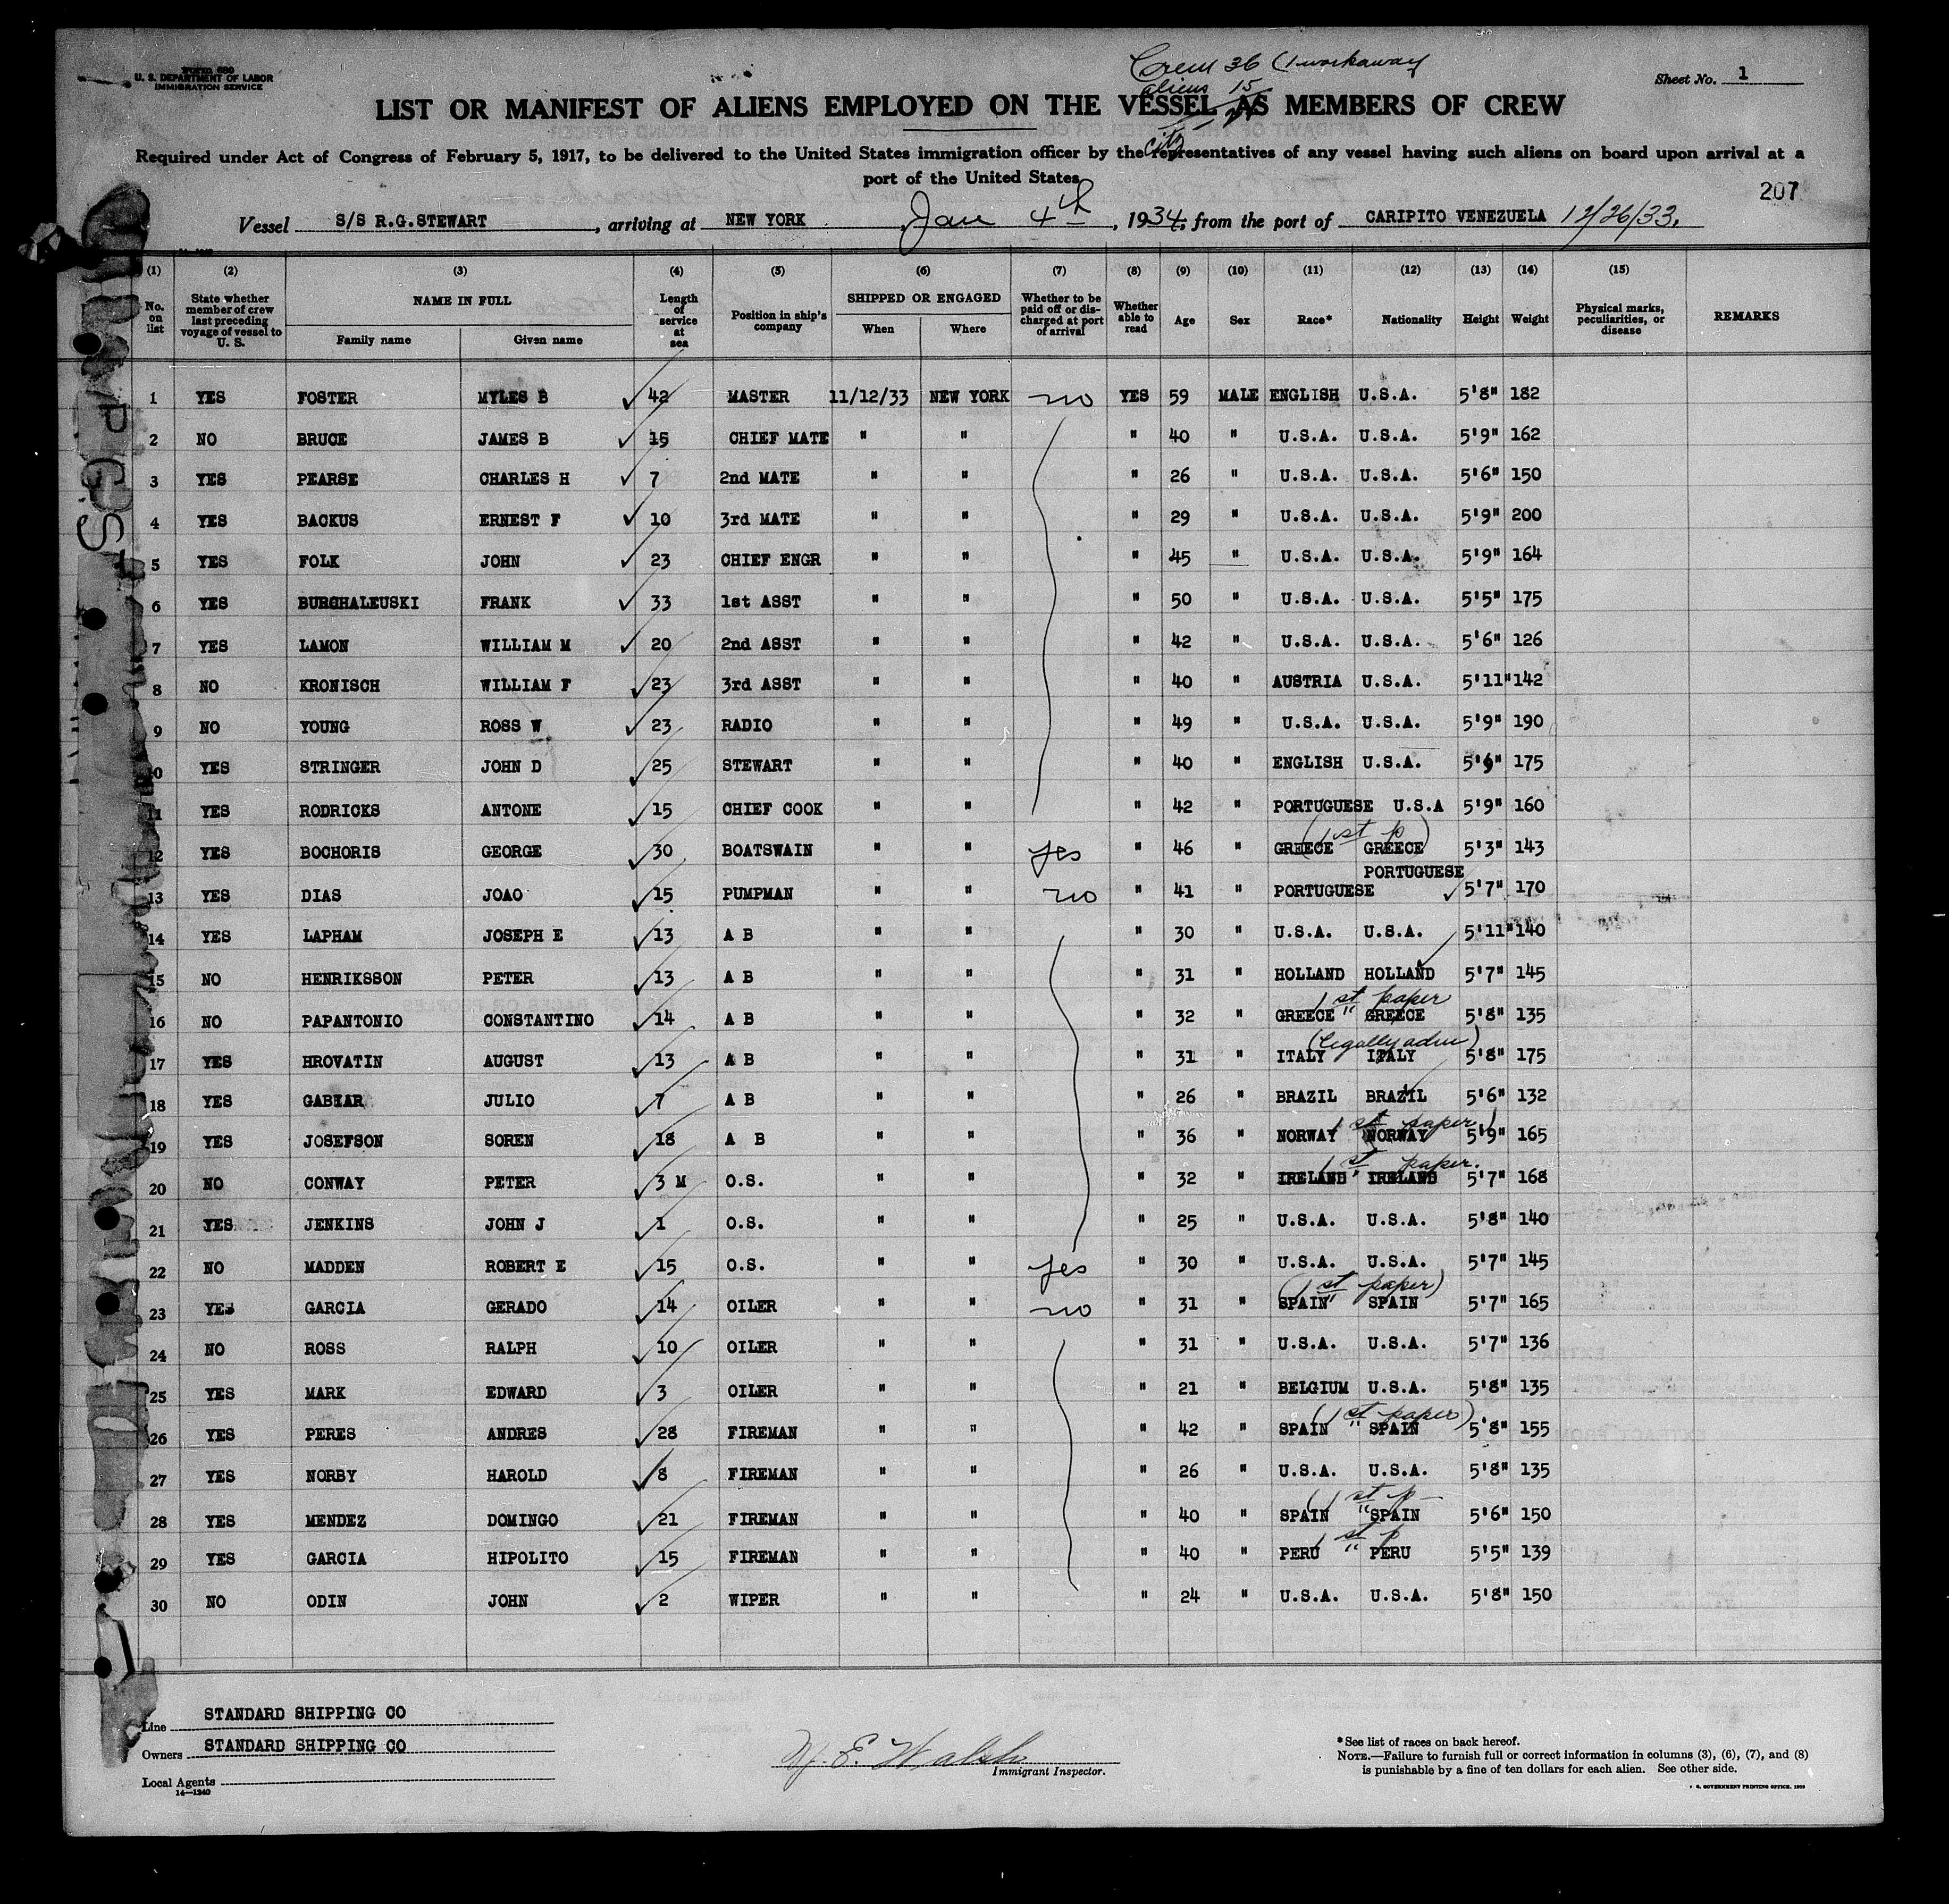 Form 680
U. S. DEPARTMENT OF LABOR
IMMIGRATION SERVICE
Crew 36 (1 workaway
aliens 15
citz 21
Sheet No. 1
LIST OR MANIFEST OF ALIENS EMPLOYED ON THE VESSEL AS MEMBERS OF CREW
Required under Act of Congress of February 5, 1917, to be delivered to the United States immigration officer by the representatives of any vessel having such aliens on board upon arrival at a
port of the United States
207
Vessel S/S R.G.STEWART, arriving at NEW YORK, Jan 4th, 1934, from the port of CARIPITO VENEZUELA 12/26/33.
(1) (2) (3) (4) (5) (6) (7) (8) (9) (10) (11) (12) (13) (14) (15)
No. on list State whether member of crew last preceding voyage of vessel to U. S. NAME IN FULL Family name Given name Length of service at sea Position in ship's company SHIPPED OR ENGAGED When Where Whether to be paid off or discharged at port of arrival Whether able to read Age Sex Race* Nationality Height Weight Physical marks, peculiarities, or disease REMARKS
1 YES FOSTER MYLES B ✓ 42 MASTER 11/12/33 NEW YORK no YES 59 MALE ENGLISH U.S.A. 5'8" 182
2 NO BRUCE JAMES B ✓ 15 CHIEF MATE " " " 40 " U.S.A. U.S.A. 5'9" 162
3 YES PEARSE CHARLES H ✓ 7 2nd MATE " " " 26 " U.S.A. U.S.A. 5'6" 150
4 YES BACKUS ERNEST F ✓ 10 3rd MATE " " " 29 " U.S.A. U.S.A. 5'9" 200
5 YES FOLK JOHN ✓ 23 CHIEF ENGR " " " 45 " U.S.A. U.S.A. 5'9" 164
6 YES BURCHALEUSKI FRANK ✓ 33 1st ASST " " " 50 " U.S.A. U.S.A. 5'5" 175
7 YES LAMON WILLIAM M ✓ 20 2nd ASST " " " 42 " U.S.A. U.S.A. 5'6" 126
8 NO KRONISCH WILLIAM F ✓ 23 3rd ASST " " " 40 " AUSTRIA U.S.A. 5'11" 142
9 NO YOUNG ROSS W ✓ 23 RADIO " " " 49 " U.S.A. U.S.A. 5'9" 190
10 YES STRINGER JOHN D ✓ 25 STEWART " " " 40 " ENGLISH U.S.A. 5'6" 175
11 YES RODRICKS ANTONE ✓ 15 CHIEF COOK " " " 42 " PORTUGUESE U.S.A 5'9" 160
(1st p)
12 YES BOCHORIS GEORGE ✓ 30 BOATSWAIN " " yes " 46 " GREECE GREECE 5'3" 143
13 YES DIAS JOAO ✓ 15 PUMPMAN " " no " 41 " PORTUGUESE PORTUGUESE ✓ 5'7" 170
14 YES LAPHAM JOSEPH E ✓ 13 A B " " " 30 " U.S.A. U.S.A. 5'11" 140
15 NO HENRIKSSON PETER ✓ 13 A B " " " 31 " HOLLAND HOLLAND ✓ 5'7" 145
1st paper
16 NO PAPANTONIO CONSTANTINO ✓ 14 A B " " " 32 " GREECE GREECE 5'8" 135
(legally adm)
17 YES HROVATIN AUGUST ✓ 13 A B " " " 31 " ITALY ITALY 5'8" 175
18 YES GABIAR JULIO ✓ 7 A B " " " 26 " BRAZIL BRAZIL ✓ 5'6" 132
1st paper)
19 YES JOSEFSON SOREN ✓ 18 A B " " " 36 " NORWAY NORWAY 5'9" 165
1st paper.
20 NO CONWAY PETER ✓ 3 M O.S. " " " 32 " IRELAND IRELAND 5'7" 168
21 YES JENKINS JOHN J ✓ 1 O.S. " " " 25 " U.S.A. U.S.A. 5'8" 140
22 NO MADDEN ROBERT E ✓ 15 O.S. " " yes " 30 " U.S.A. U.S.A. 5'7" 145
(1st paper)
23 YES GARCIA GERADO ✓ 14 OILER " " no " 31 " SPAIN SPAIN 5'7" 165
24 NO ROSS RALPH ✓ 10 OILER " " " 31 " U.S.A. U.S.A. 5'7" 136
25 YES MARK EDWARD ✓ 3 OILER " " " 21 " BELGIUM U.S.A. 5'8" 135
(1st paper)
26 YES PERES ANDRES ✓ 28 FIREMAN " " " 42 " SPAIN SPAIN 5'8" 155
27 YES NORBY HAROLD ✓ 8 FIREMAN " " " 26 " U.S.A. U.S.A. 5'8" 135
(1st p
28 YES MENDEZ DOMINGO ✓ 21 FIREMAN " " " 40 " SPAIN SPAIN 5'6" 150
1st p
29 YES GARCIA HIPOLITO ✓ 15 FIREMAN " " " 40 " PERU PERU 5'5" 139
30 NO ODIN JOHN ✓ 2 WIPER " " " 24 " U.S.A. U.S.A. 5'8" 150
Line STANDARD SHIPPING CO
Owners STANDARD SHIPPING CO
Local Agents
14—1240
E. Walsh
Immigrant Inspector.
*See list of races on back hereof.
NOTE.—Failure to furnish full or correct information in columns (3), (6), (7), and (8)
is punishable by a fine of ten dollars for each alien. See other side.